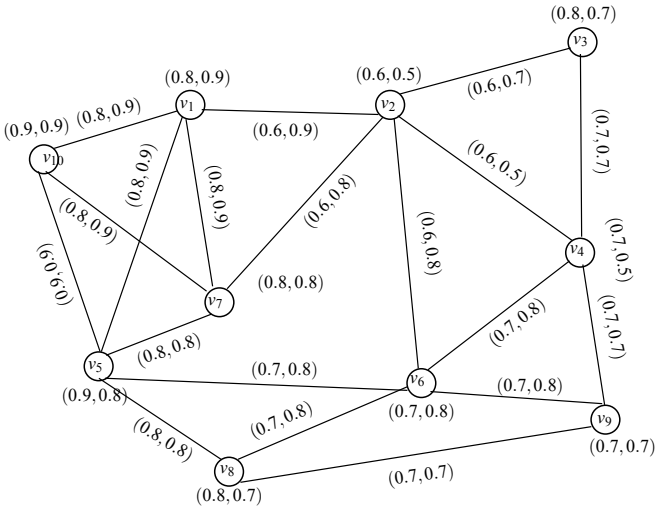 (0.8, 0.7)
v3
(0.8, 0.9)
(0.6, 0.5)
(0.6, 0.7)
(0.8, 0.9)
v1
v2
(0.9, 0.9)
(0.6, 0.9)
(0.7, 0.7)
v10
(0.8, 0.9)
(0.8, 0.9)
(0.6, 0.5)
(0.8, 0.9)
(0.6, 0.8)
(0.9, 0.9)
(0.6, 0.8)
v4
(0.7, 0.5)
(0.8, 0.8)
v7
(0.7, 0.8)
(0.7, 0.7)
(0.8, 0.8)
v5
(0.7, 0.8)
v6
(0.7, 0.8)
(0.9, 0.8)
(0.7, 0.8)
(0.7, 0.8)
v9
(0.8, 0.8)
(0.7, 0.7)
v8
(0.7, 0.7)
(0.8, 0.7)